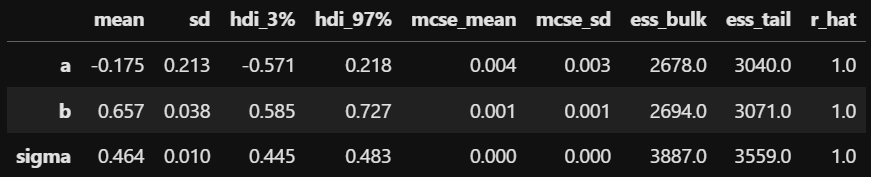 mean sd hdi_3% hdi_97% mcse_mean mcse_sd ess_bulk ess_tail r_hat
a -0.175 0.213 -0.571 0.218 0.004 0.003 2678.0 3040.0 1.0
b 0.657 0.038 0.585 0.727 0.001 0.001 2694.0 3071.0 1.0
sigma 0.464 0.010 0.445 0.483 0.000 0.000 3887.0 3559.0 1.0